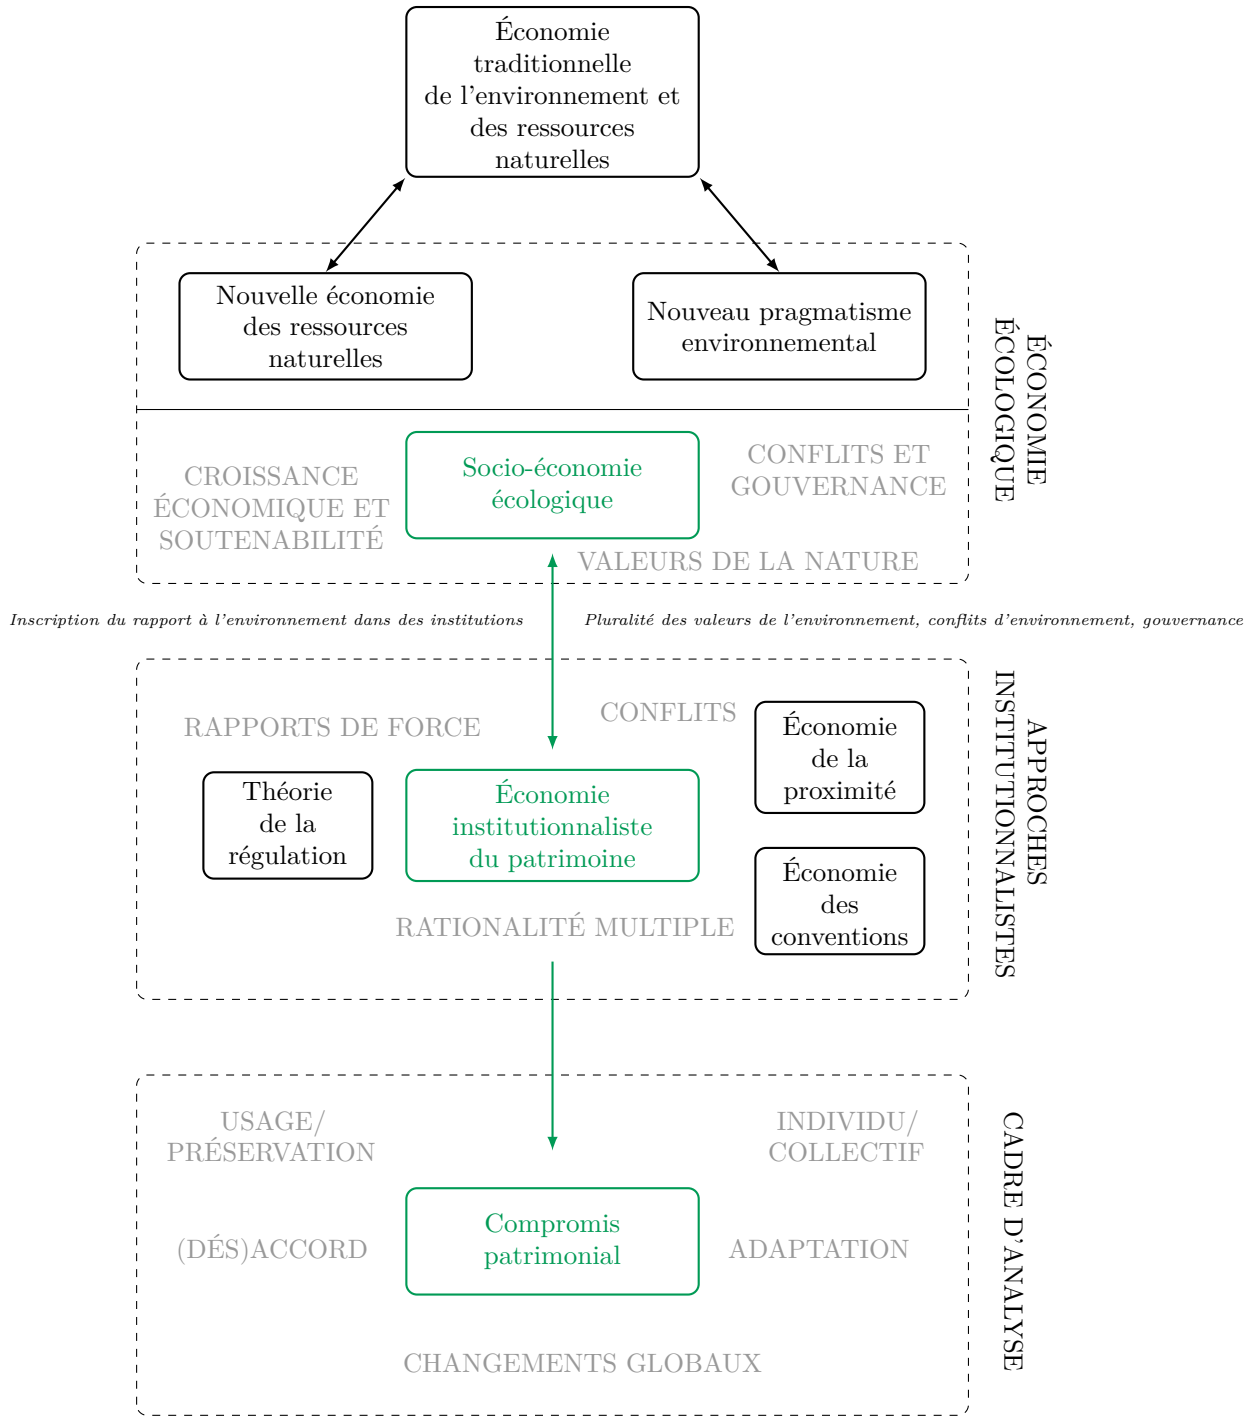 Économie
traditionnelle
de l'environnement et
des ressources
naturelles
Nouvelle économie
des ressources
naturelles
Nouveau pragmatisme
environnemental
ÉCONOMIE
ÉCOLOGIQUE
CROISSANCE
ÉCONOMIQUE ET
SOUTENABILITÉ
Socio-économie
écologique
CONFLITS ET
GOUVERNANCE
VALEURS DE LA NATURE
Inscription du rapport à l'environnement dans des institutions
Pluralité des valeurs de l'environnement, conflits d'environnement, gouvernance
APPROCHES
INSTITUTIONNALISTES
RAPPORTS DE FORCE
CONFLITS
Économie
de la
proximité
Théorie
de la
régulation
Économie
institutionnaliste
du patrimoine
Économie
des
conventions
RATIONALITÉ MULTIPLE
CADRE D'ANALYSE
USAGE/
PRÉSERVATION
INDIVIDU/
COLLECTIF
(DÉS)ACCORD
Compromis
patrimonial
ADAPTATION
CHANGEMENTS GLOBAUX